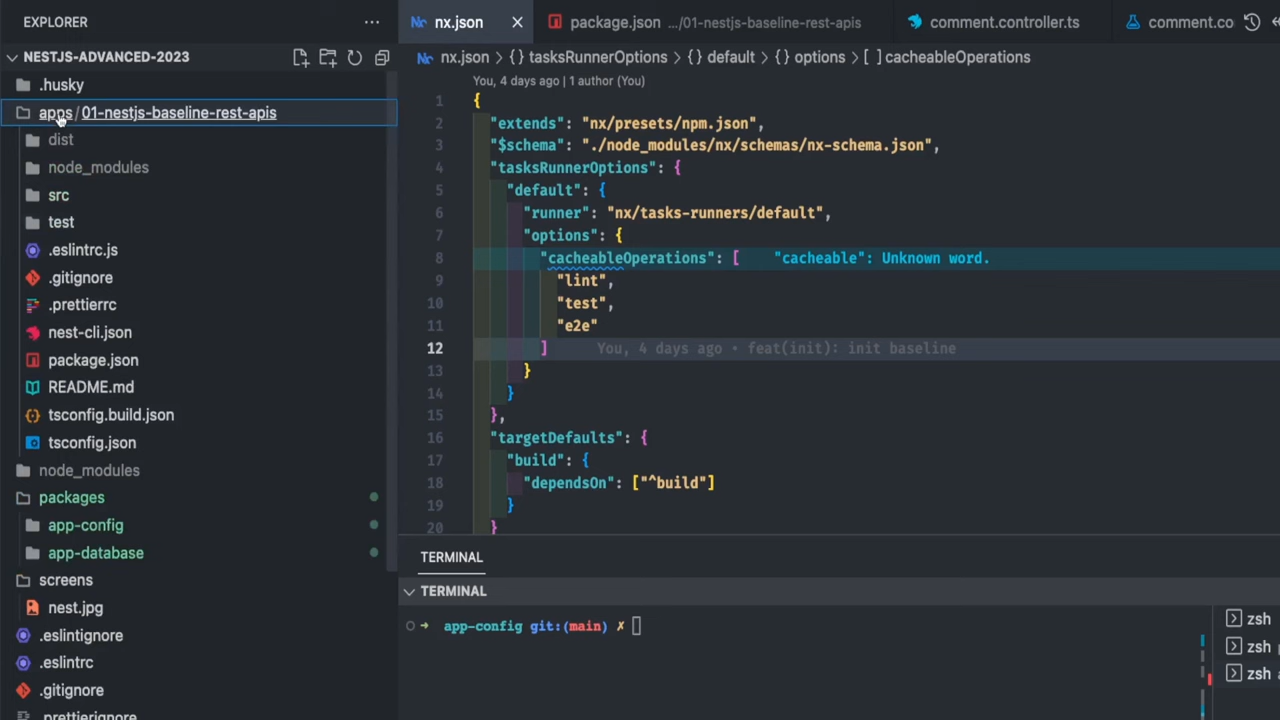 EXPLORER
NESTJS-ADVANCED-2023
.husky
apps/01-nestjs-baseline-rest-apis
dist
node_modules
src
test
.eslintrc.js
.gitignore
.prettierrc
nest-cli.json
package.json
README.md
tsconfig.build.json
tsconfig.json
node_modules
packages
app-config
app-database
screens
nest.jpg
.eslintignore
.eslintrc
.gitignore
.prettierignore
nx.json
package.json .../01-nestjs-baseline-rest-apis
comment.controller.ts
comment.co
nx.json > {} tasksRunnerOptions > {} default > {} options > [ ] cacheableOperations
You, 4 days ago | 1 author (You)
1 {
2 "extends": "nx/presets/npm.json",
3 "$schema": "./node_modules/nx/schemas/nx-schema.json",
4 "tasksRunnerOptions": {
5 "default": {
6 "runner": "nx/tasks-runners/default",
7 "options": {
8 "cacheableOperations": [ "cacheable": Unknown word.
9 "lint",
10 "test",
11 "e2e"
12 ] You, 4 days ago • feat(init): init baseline
13 }
14 }
15 },
16 "targetDefaults": {
17 "build": {
18 "dependsOn": ["^build"]
19 }
20 }
TERMINAL
TERMINAL
app-config git:(main) ✗
zsh
zsh
zsh